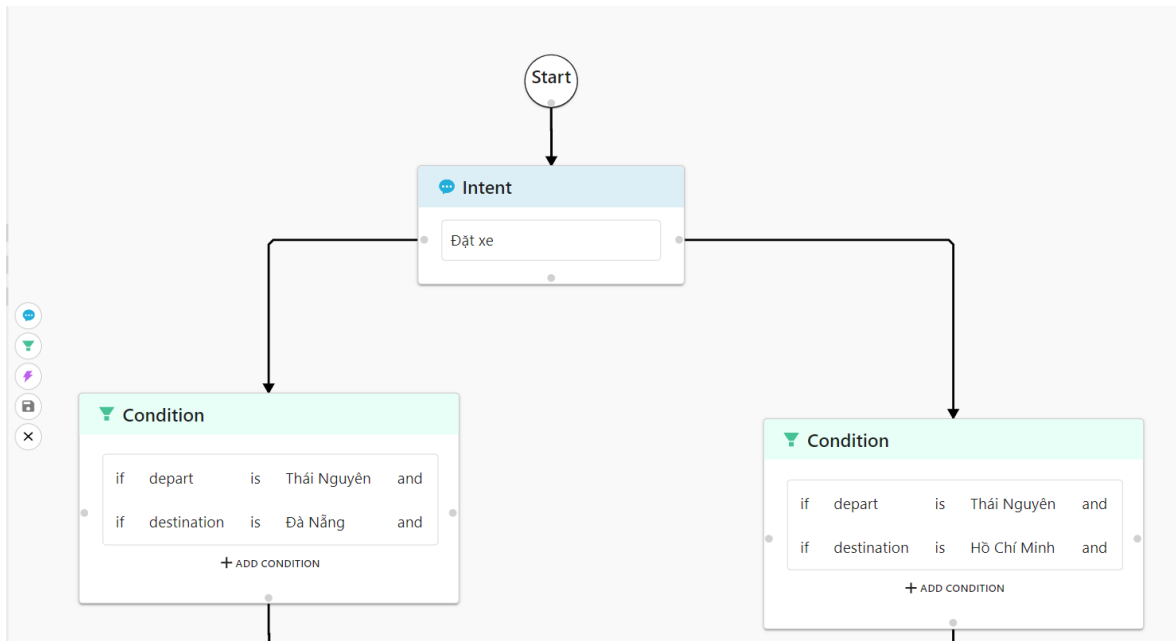 Start
Intent
Đặt xe
Condition
if depart is Thái Nguyên and
if destination is Đà Nẵng and
+ ADD CONDITION
Condition
if depart is Thái Nguyên and
if destination is Hồ Chí Minh and
+ ADD CONDITION